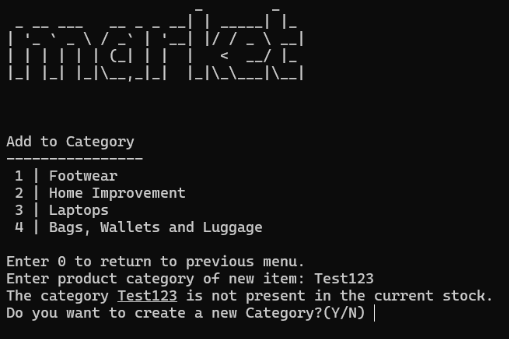 market
Add to Category
----------------
1 | Footwear
2 | Home Improvement
3 | Laptops
4 | Bags, Wallets and Luggage
Enter 0 to return to previous menu.
Enter product category of new item: Test123
The category Test123 is not present in the current stock.
Do you want to create a new Category?(Y/N)